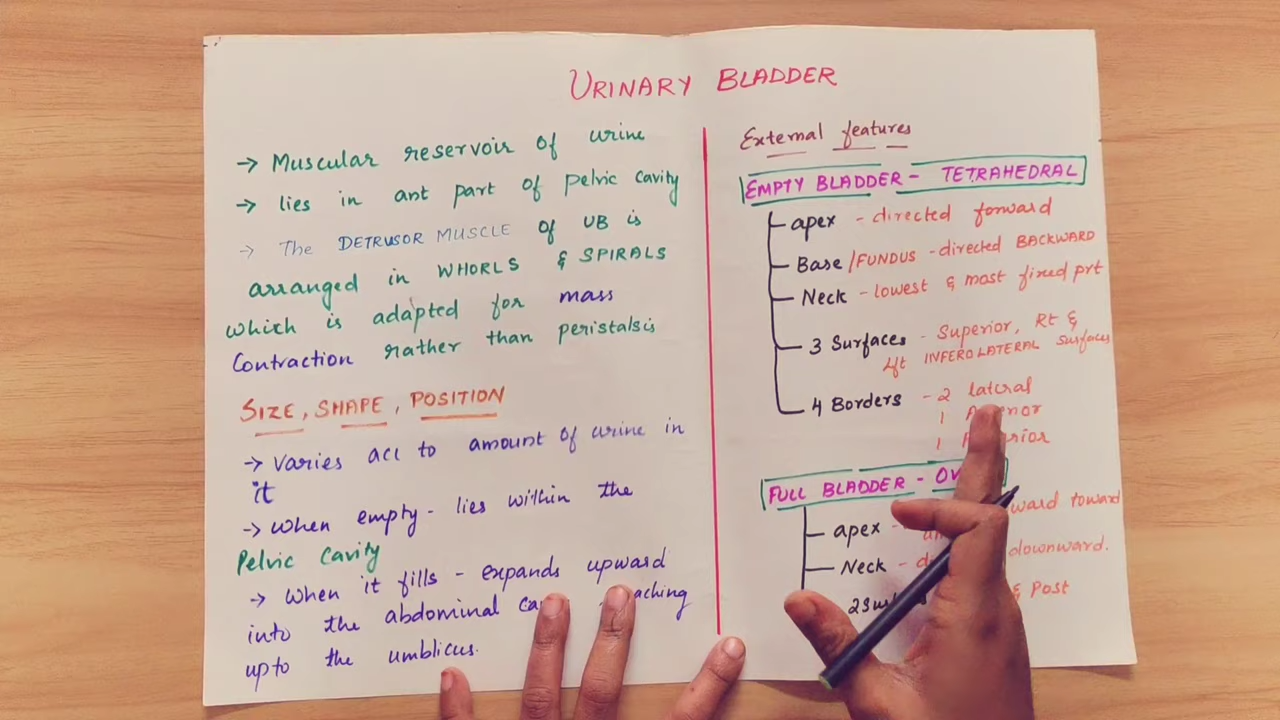 URINARY BLADDER
→ Muscular reservoir of urine
→ lies in ant part of pelvic cavity
→ The DETRUSOR MUSCLE of UB is
arranged in WHORLS & SPIRALS
which is adapted for mass
Contraction rather than peristalsis
SIZE, SHAPE, POSITION
→ Varies acc to amount of urine in
it
→ When empty - lies within the
Pelvic cavity
→ When it fills - expands upward
into the abdominal
upto the umblicus.
External features
EMPTY BLADDER - TETRAHEDRAL
apex - directed forward
Base/FUNDUS - directed BACKWARD
Neck - lowest & most fixed prt
3 Surfaces - Superior, Rt &
Lft INFEROLATERAL Surfaces
4 Borders - 2 lateral
1
1
FULL BLADDER -
apex - toward
Neck - downward.
& Post